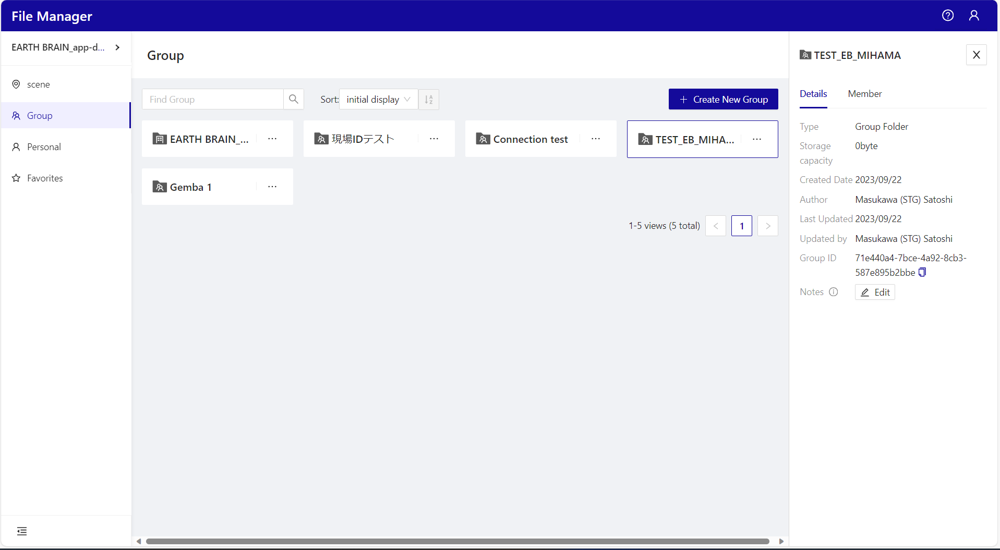 File Manager
EARTH BRAIN_app-d...
scene
Group
Personal
Favorites
Group
Find Group
Sort: initial display
Create New Group
EARTH BRAIN_...
現場IDテスト
Connection test
TEST_EB_MIHA...
Gemba 1
1-5 views (5 total)
1
TEST_EB_MIHAMA
Details Member
Type Group Folder
Storage capacity 0byte
Created Date 2023/09/22
Author Masukawa (STG) Satoshi
Last Updated 2023/09/22
Updated by Masukawa (STG) Satoshi
Group ID 71e440a4-7bce-4a92-8cb3-
587e895b2bbe
Notes Edit